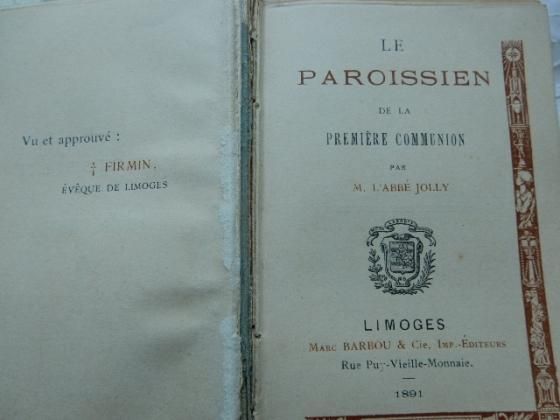 Vu et approuvé :
‡ FIRMIN,
ÉVÊQUE DE LIMOGES
LE
PAROISSIEN
DE LA
PREMIÈRE COMMUNION
PAR
M. L'ABBÉ JOLLY
LIMOGES
MARC BARBOU & Cie, IMP.-ÉDITEURS
Rue Puy-Vieille-Monnaie.
1891